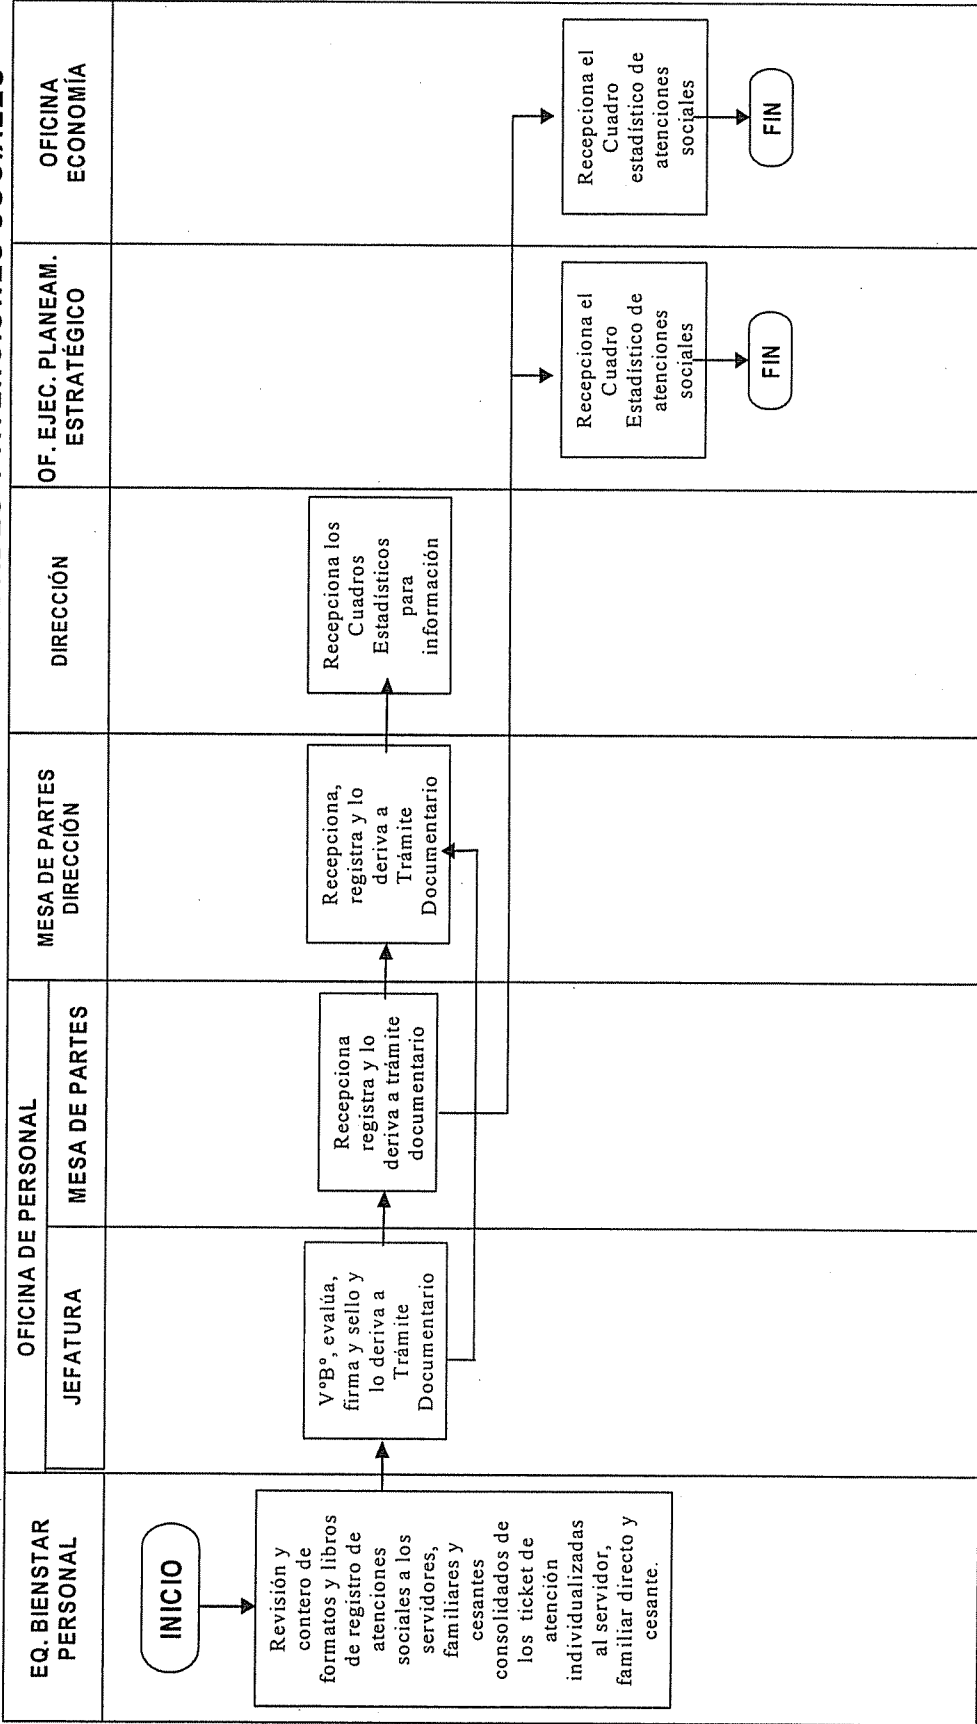 EQ. BIENSTAR
PERSONAL
OFICINA DE PERSONAL
JEFATURA
MESA DE PARTES
MESA DE PARTES
DIRECCIÓN
DIRECCIÓN
OF. EJEC. PLANEAM.
ESTRATÉGICO
OFICINA
ECONOMÍA
INICIO
Revisión y
contero de
formatos y libros
de registro de
atenciones
sociales a los
servidores,
familiares y
cesantes
consolidados de
los ticket de
atención
individualizadas
al servidor,
familiar directo y
cesante.
VºBº, evalúa,
firma y sello y
lo deriva a
Trámite
Documentario
Recepciona
registra y lo
deriva a trámite
documentario
Recepciona,
registra y lo
deriva a
Trámite
Documentario
Recepciona los
Cuadros
Estadísticos
para
información
Recepciona el
Cuadro
Estadístico de
atenciones
sociales
FIN
Recepciona el
Cuadro
estadístico de
atenciones
sociales
FIN